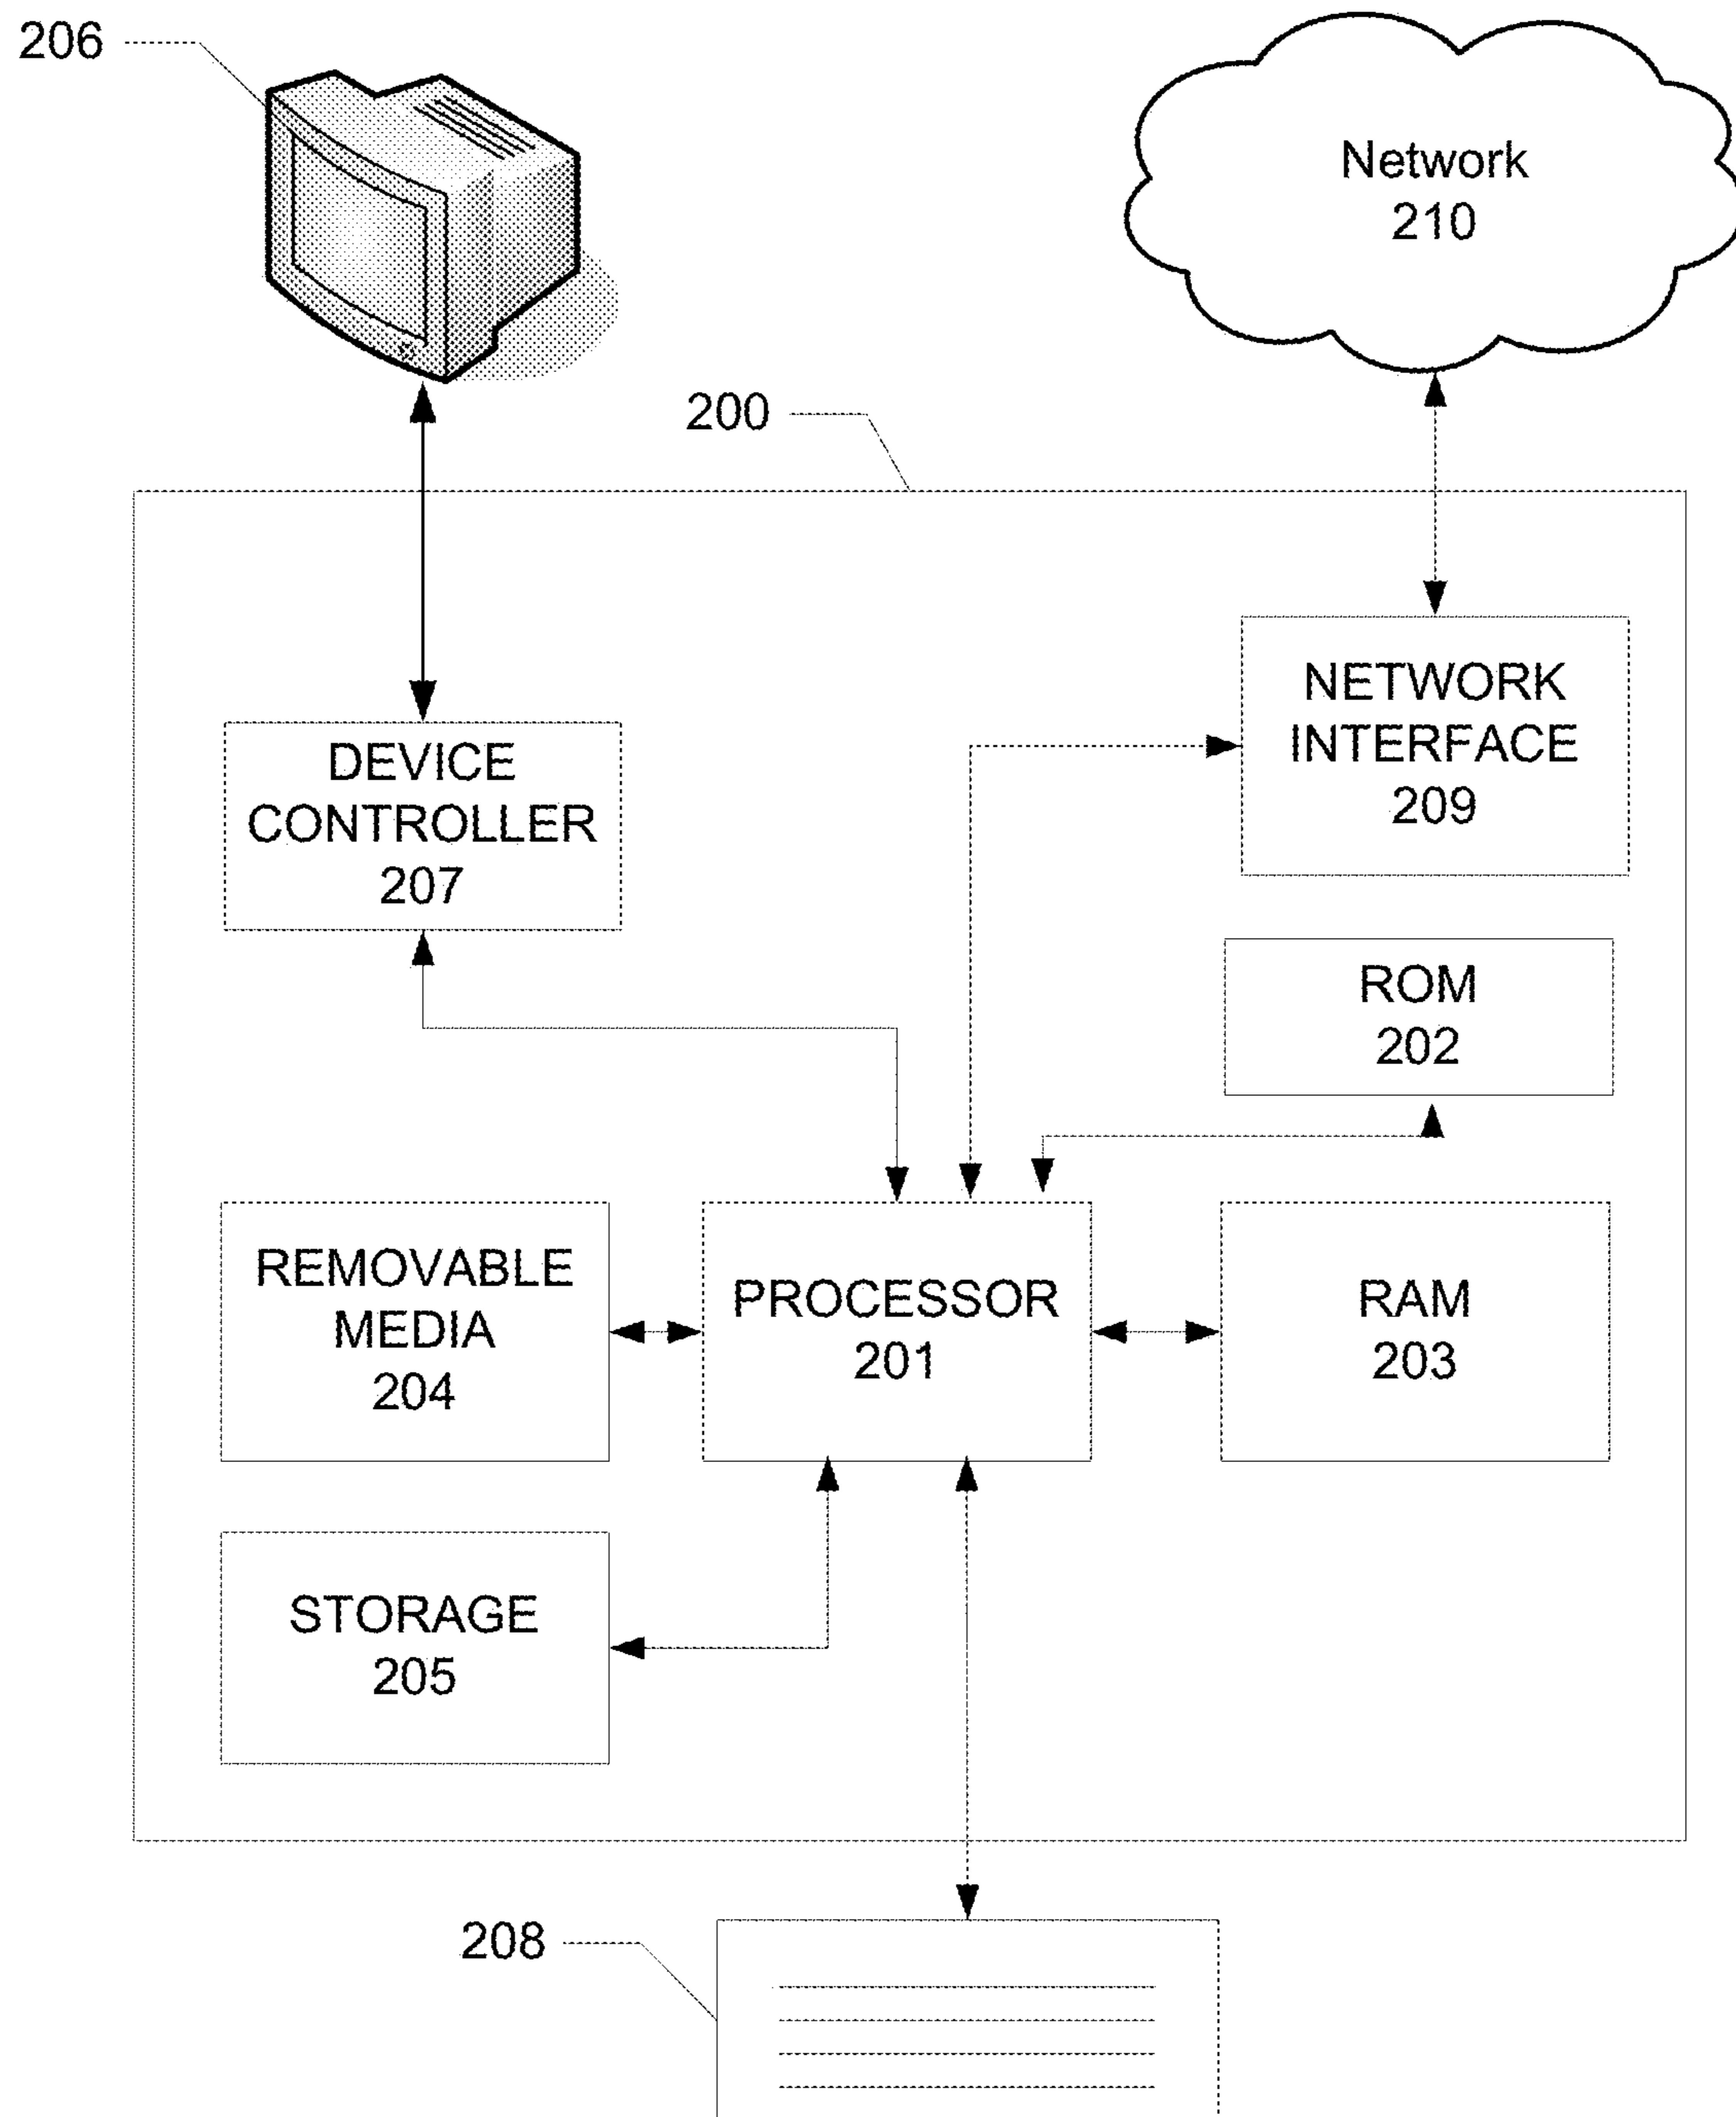 206
Network
210
200
NETWORK
INTERFACE
209
DEVICE
CONTROLLER
207
ROM
202
REMOVABLE
MEDIA
204
PROCESSOR
201
RAM
203
STORAGE
205
208